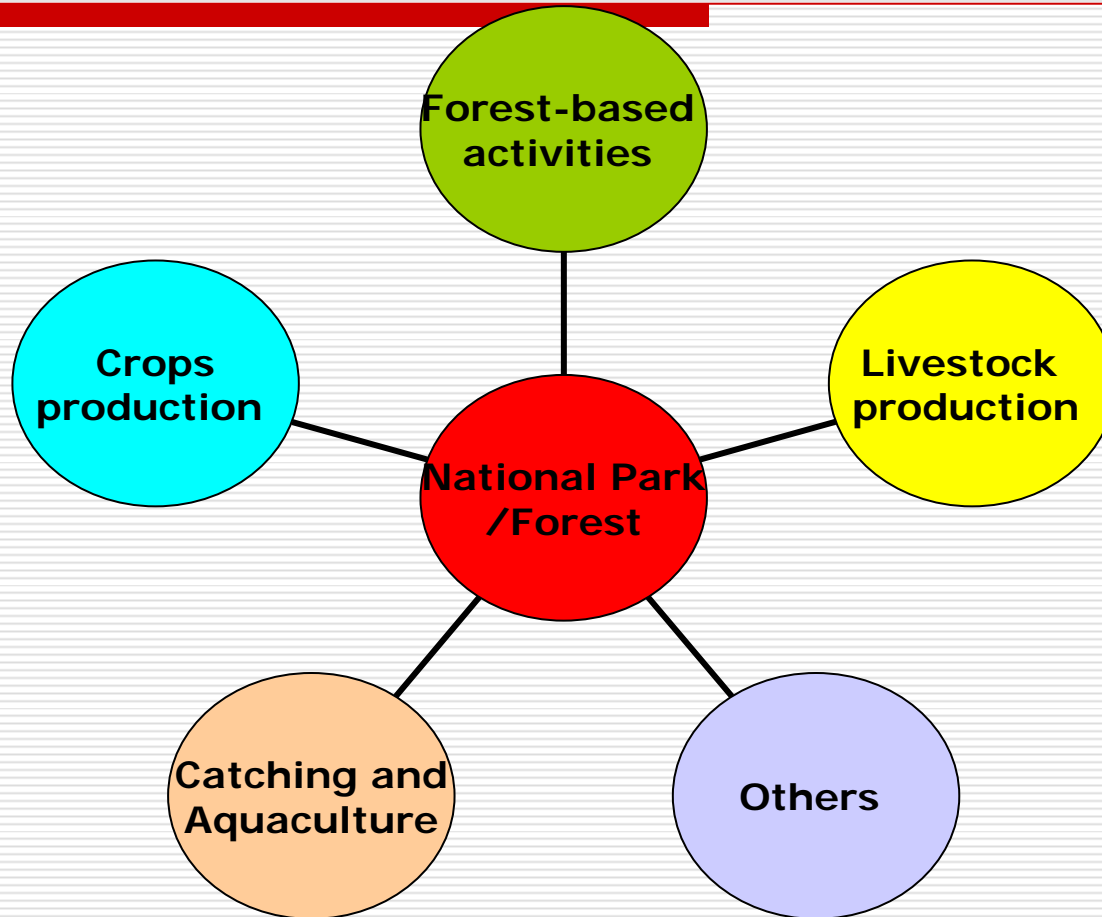 Forest-based
activities
Crops
production
Livestock
production
National Park
/Forest
Catching and
Aquaculture
Others